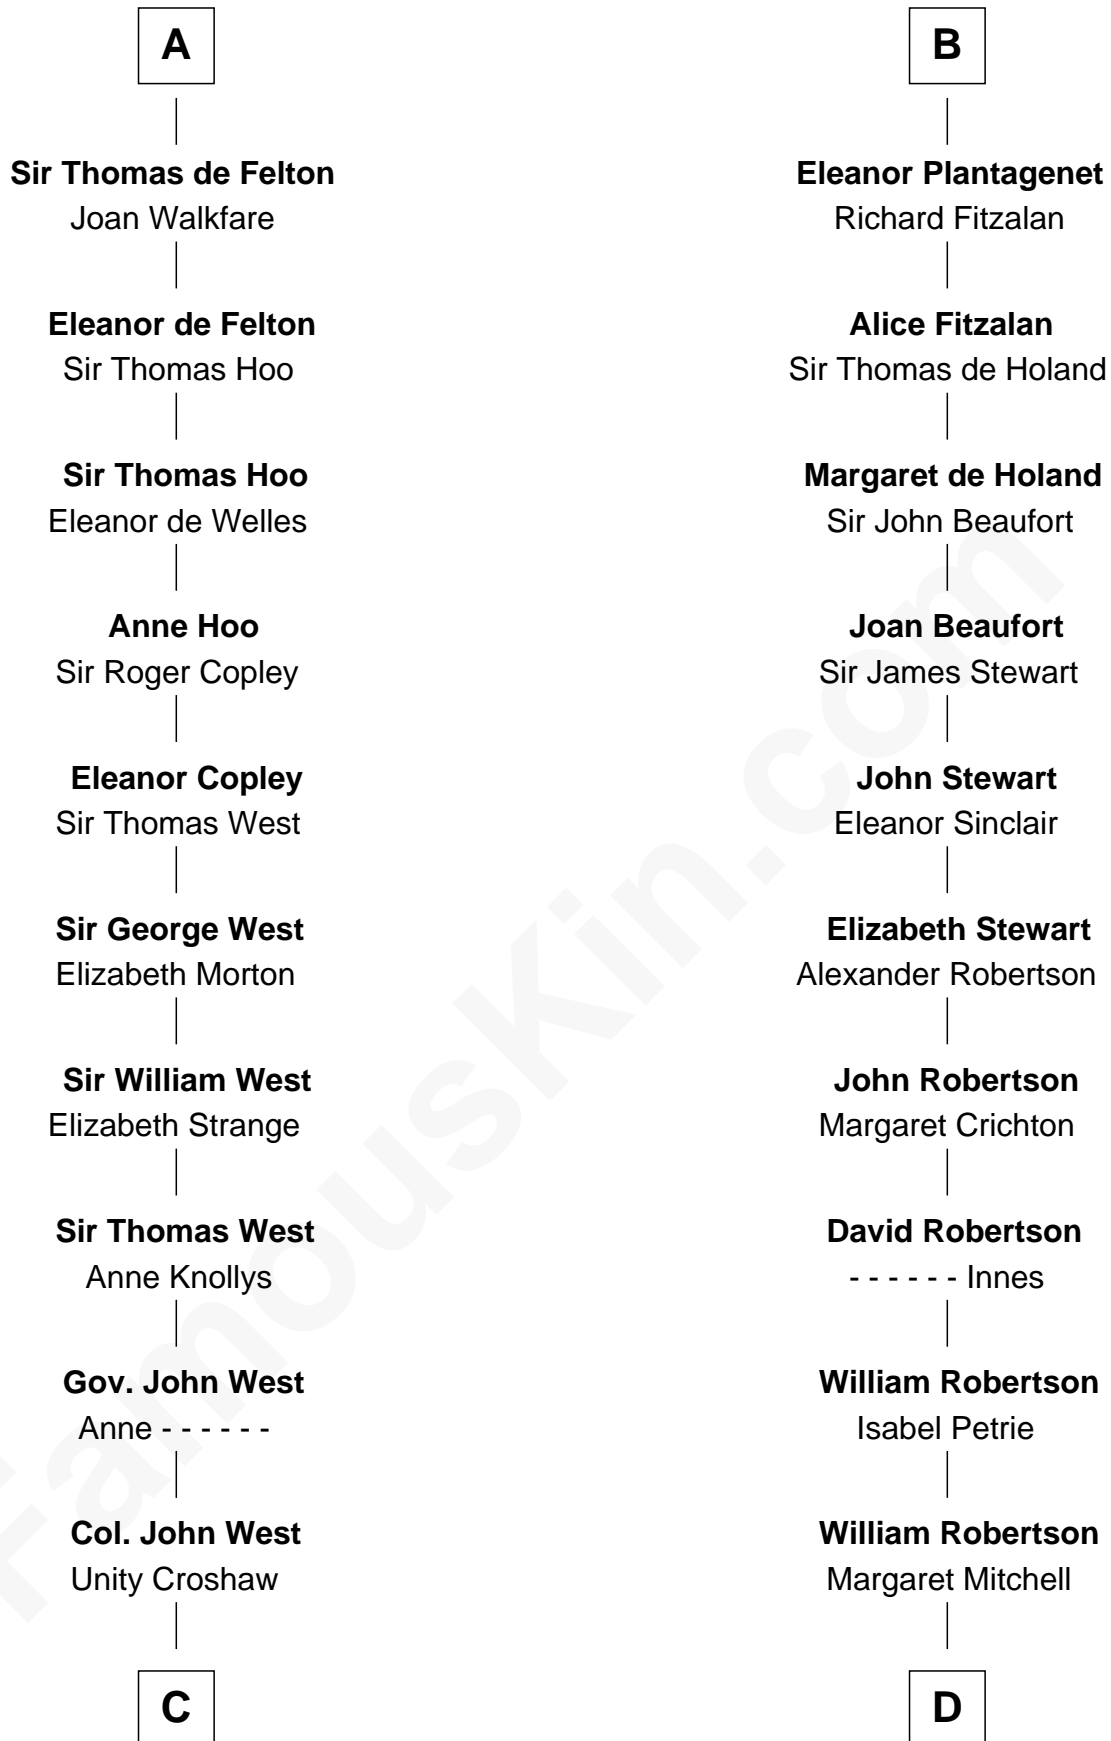 A
Sir Thomas de Felton
Joan Walkfare
Eleanor de Felton
Sir Thomas Hoo
Sir Thomas Hoo
Eleanor de Welles
Anne Hoo
Sir Roger Copley
Eleanor Copley
Sir Thomas West
Sir George West
Elizabeth Morton
Sir William West
Elizabeth Strange
Sir Thomas West
Anne Knollys
Gov. John West
Anne - - - - - -
Col. John West
Unity Croshaw
C
B
Eleanor Plantagenet
Richard Fitzalan
Alice Fitzalan
Sir Thomas de Holand
Margaret de Holand
Sir John Beaufort
Joan Beaufort
Sir James Stewart
John Stewart
Eleanor Sinclair
Elizabeth Stewart
Alexander Robertson
John Robertson
Margaret Crichton
David Robertson
- - - - - - Innes
William Robertson
Isabel Petrie
William Robertson
Margaret Mitchell
D
FamousKin.com